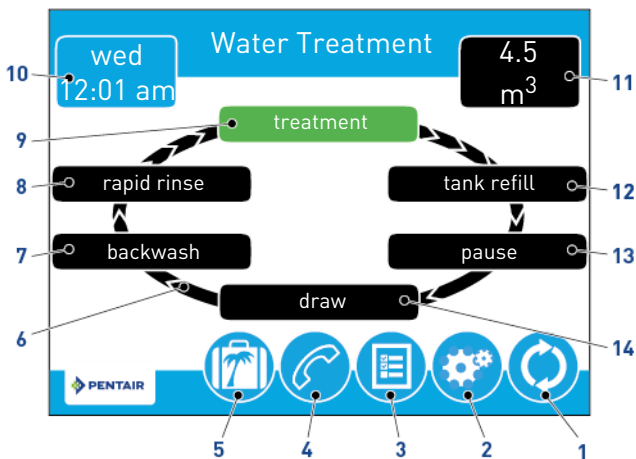 Water Treatment
wed
12:01 am
4.5
m³
10
11
9
treatment
8
rapid rinse
tank refill
12
7
backwash
pause
13
6
draw
14
PENTAIR
5
4
3
2
1